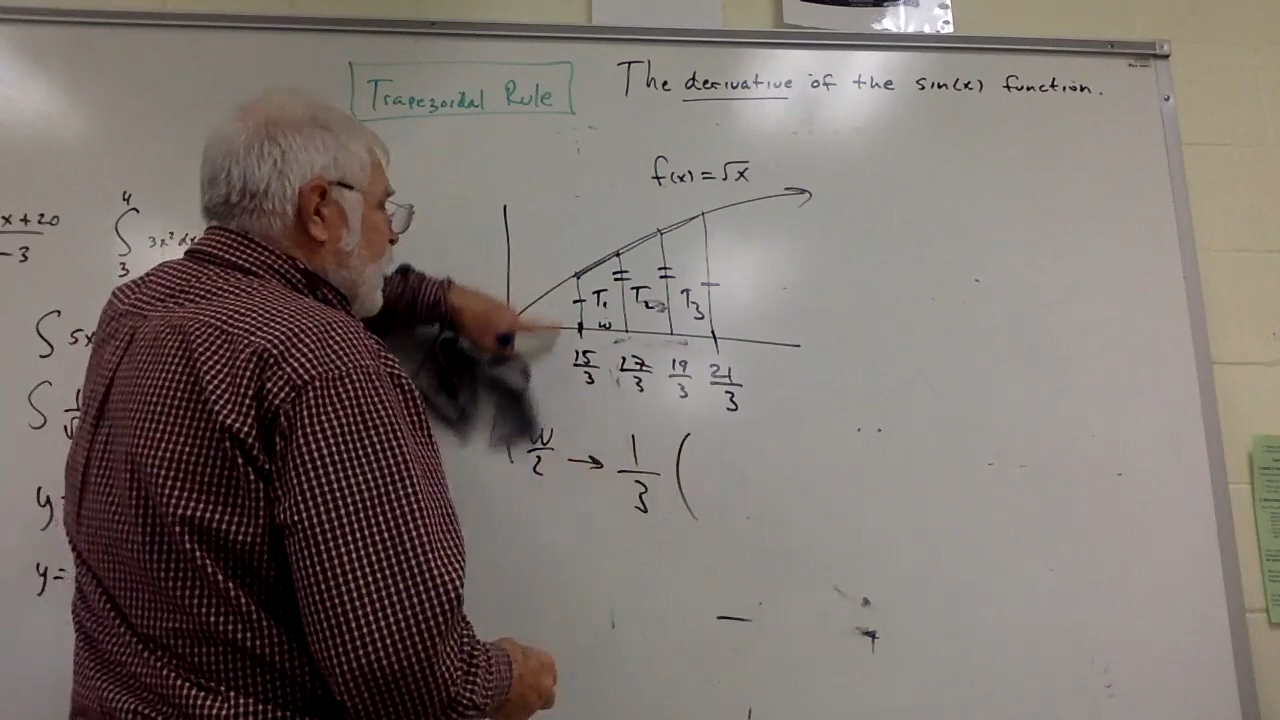 Trapezoidal Rule
The derivative of the sin(x) function.
f(x) = √x
x + 20
-3
∫ 4 3 3x² dx
∫ 5x
∫ 1
y
y =
T₁ T₂ T₃
w
15/3 17/3 19/3 21/3
w/2 → 1/3 (